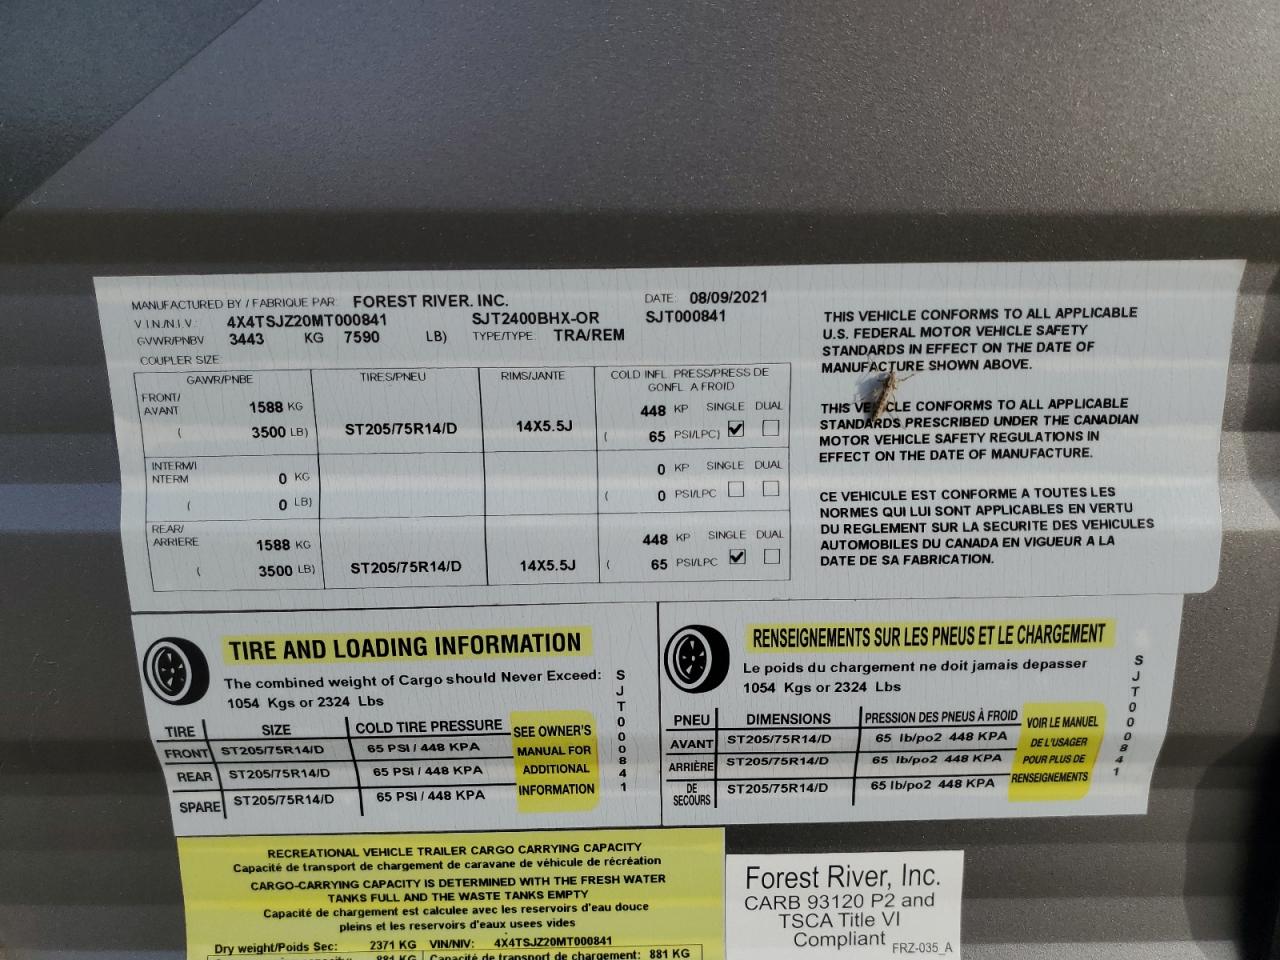 MANUFACTURED BY / FABRIQUE PAR: FOREST RIVER, INC. DATE: 08/09/2021
V.I.N./N.I.V.: 4X4TSJZ20MT000841 SJT2400BHX-OR SJT000841
GVWR/PNBV 3443 KG 7590 LB) TYPE/TYPE: TRA/REM
COUPLER SIZE:
GAWR/PNBE TIRES/PNEU RIMS/JANTE COLD INFL. PRESS/PRESS DE
GONFL. A FROID
FRONT/
AVANT 1588 KG 448 KP SINGLE DUAL
( 3500 LB) ST205/75R14/D 14X5.5J ( 65 PSI/LPC)
INTERM/I
NTERM 0 KG 0 KP SINGLE DUAL
( 0 LB) ( 0 PSI/LPC
REAR/
ARRIERE 1588 KG 448 KP SINGLE DUAL
( 3500 LB) ST205/75R14/D 14X5.5J ( 65 PSI/LPC
THIS VEHICLE CONFORMS TO ALL APPLICABLE
U.S. FEDERAL MOTOR VEHICLE SAFETY
STANDARDS IN EFFECT ON THE DATE OF
MANUFACTURE SHOWN ABOVE.
THIS VEHICLE CONFORMS TO ALL APPLICABLE
STANDARDS PRESCRIBED UNDER THE CANADIAN
MOTOR VEHICLE SAFETY REGULATIONS IN
EFFECT ON THE DATE OF MANUFACTURE.
CE VEHICULE EST CONFORME A TOUTES LES
NORMES QUI LUI SONT APPLICABLES EN VERTU
DU REGLEMENT SUR LA SECURITE DES VEHICULES
AUTOMOBILES DU CANADA EN VIGUEUR A LA
DATE DE SA FABRICATION.
TIRE AND LOADING INFORMATION
The combined weight of Cargo should Never Exceed:
1054 Kgs or 2324 Lbs
TIRE SIZE COLD TIRE PRESSURE
FRONT ST205/75R14/D 65 PSI / 448 KPA
REAR ST205/75R14/D 65 PSI / 448 KPA
SPARE ST205/75R14/D 65 PSI / 448 KPA
SEE OWNER'S
MANUAL FOR
ADDITIONAL
INFORMATION
SJT000841
RENSEIGNEMENTS SUR LES PNEUS ET LE CHARGEMENT
Le poids du chargement ne doit jamais depasser
1054 Kgs or 2324 Lbs
PNEU DIMENSIONS PRESSION DES PNEUS À FROID
AVANT ST205/75R14/D 65 lb/po2 448 KPA
ARRIÈRE ST205/75R14/D 65 lb/po2 448 KPA
DE
SECOURS ST205/75R14/D 65 lb/po2 448 KPA
VOIR LE MANUEL
DE L'USAGER
POUR PLUS DE
RENSEIGNEMENTS
SJT000841
RECREATIONAL VEHICLE TRAILER CARGO CARRYING CAPACITY
Capacité de transport de chargement de caravane de véhicule de récréation
CARGO-CARRYING CAPACITY IS DETERMINED WITH THE FRESH WATER
TANKS FULL AND THE WASTE TANKS EMPTY
Capacité de chargement est calculee avec les reservoirs d'eau douce
pleins et les reservoirs d'eaux usees vides
Dry weight/Poids Sec: 2371 KG VIN/NIV: 4X4TSJZ20MT000841
881 KG Capacité de transport de chargement: 881 KG
Forest River, Inc.
CARB 93120 P2 and
TSCA Title VI
Compliant
FRZ-035_A